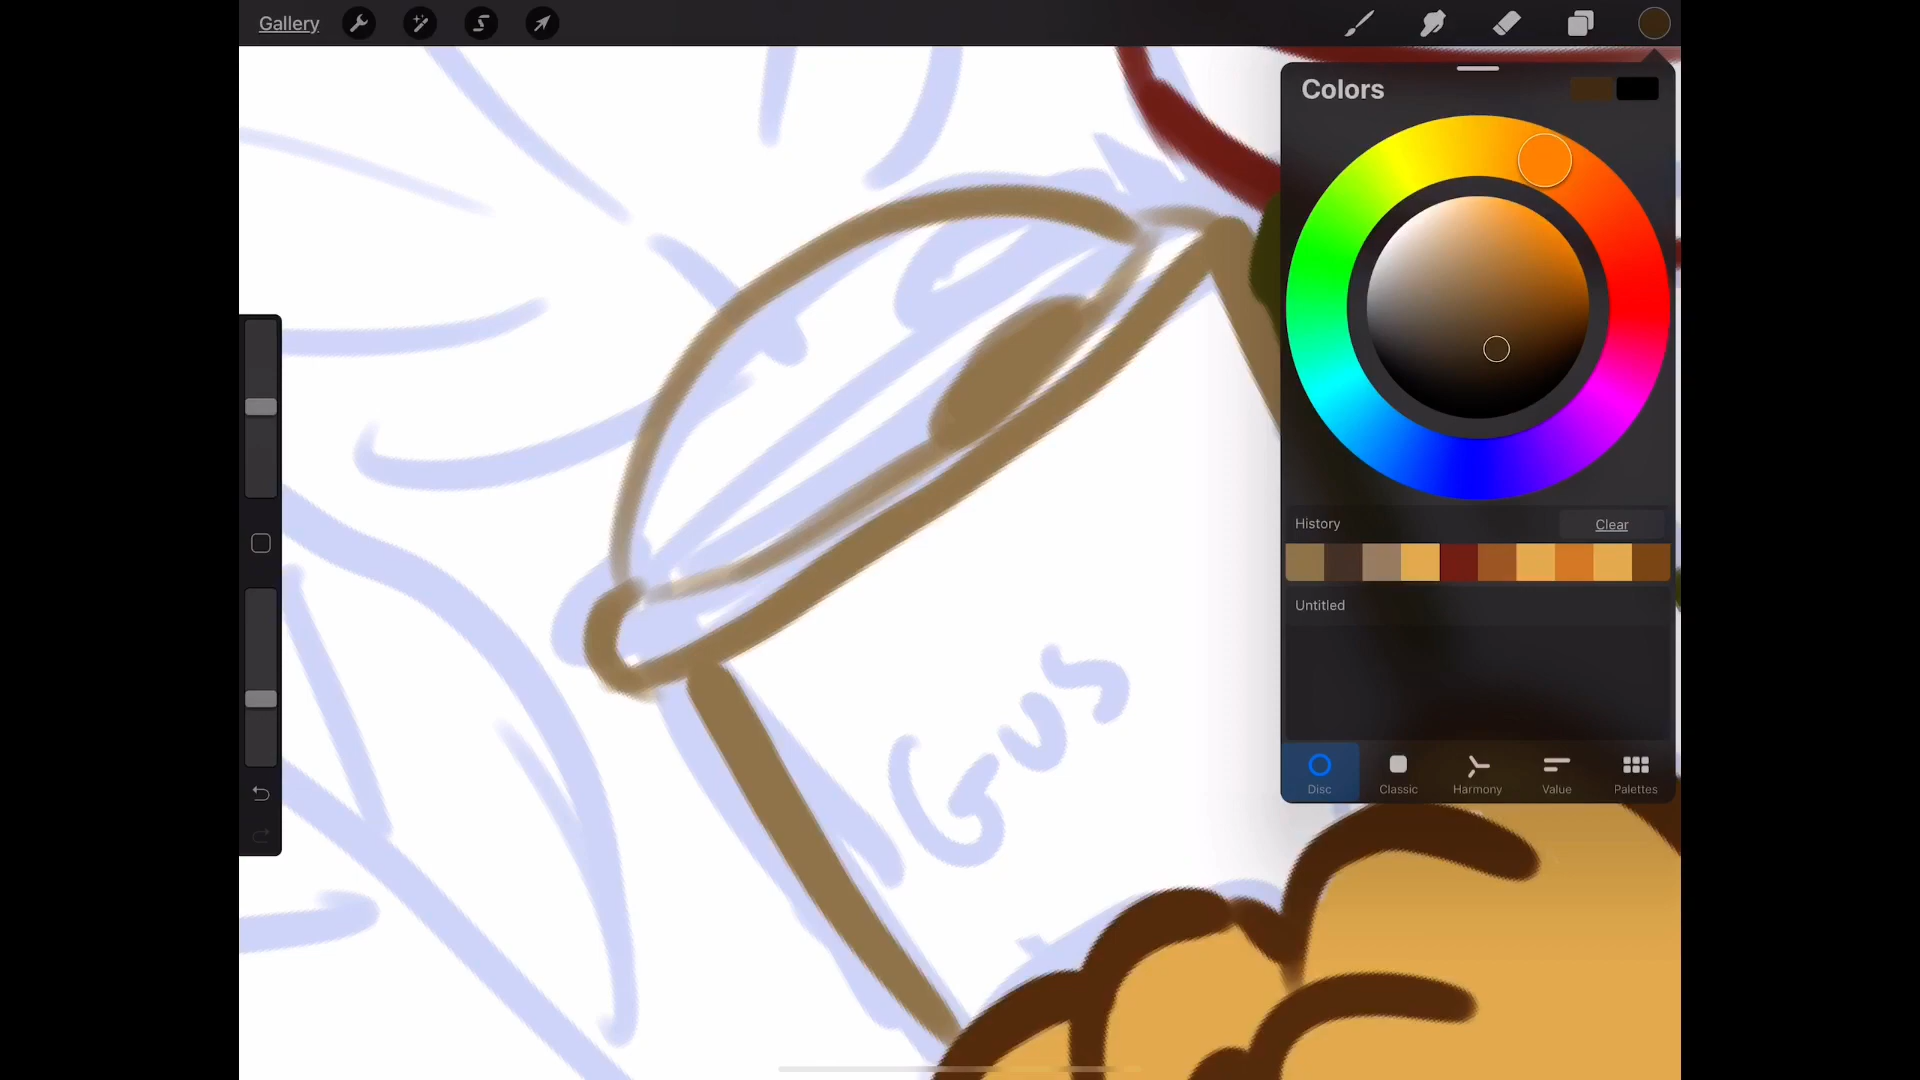 Gallery
Colors
History
Clear
Untitled
Disc
Classic
Harmony
Value
Palettes
Gus